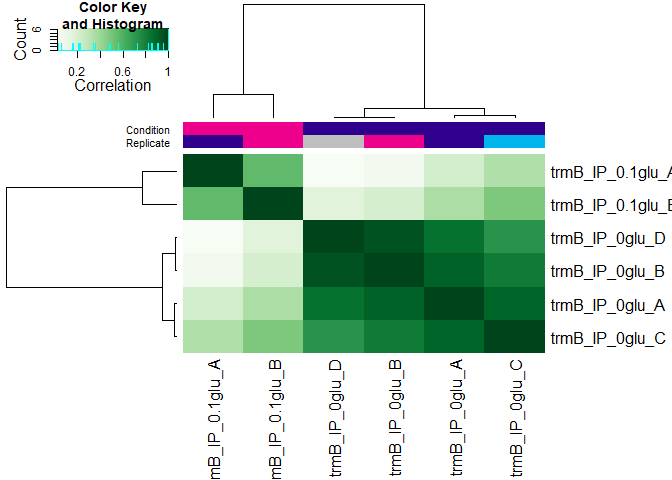 Color Key
and Histogram
Count
0 6
0.2 0.6 1
Correlation
Condition
Replicate
trmB_IP_0.1glu_A
trmB_IP_0.1glu_B
trmB_IP_0glu_D
trmB_IP_0glu_B
trmB_IP_0glu_A
trmB_IP_0glu_C
mB_IP_0.1glu_A
mB_IP_0.1glu_B
trmB_IP_0glu_D
trmB_IP_0glu_B
trmB_IP_0glu_A
trmB_IP_0glu_C